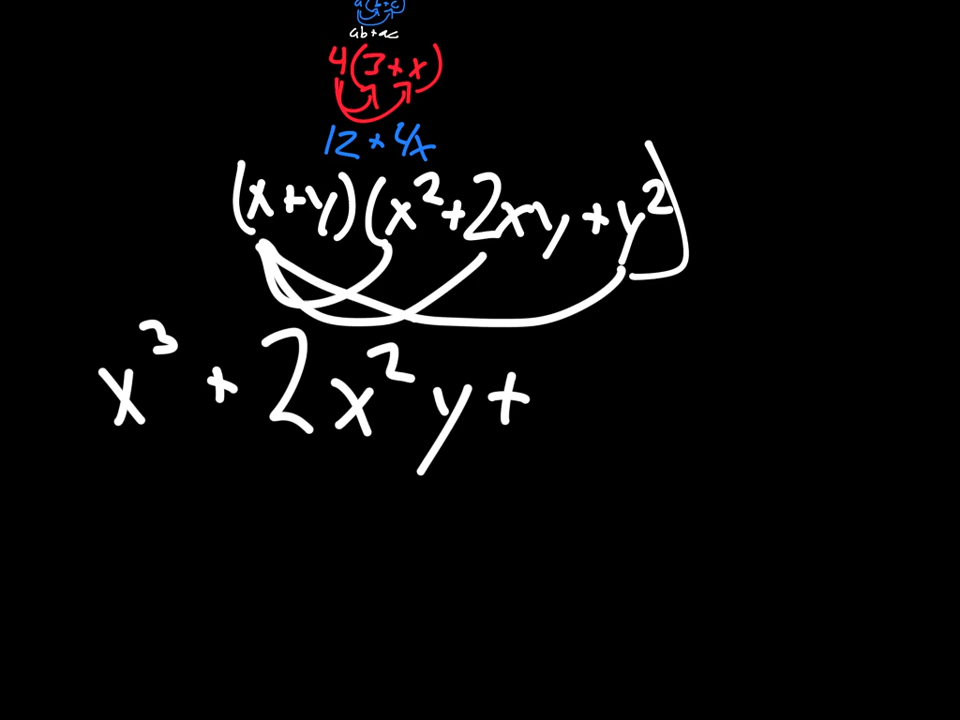 a(b+c)
ab+ac
4(3+x)
12+4x
(x+y)(x²+2xy+y²)
x³+2x²y+